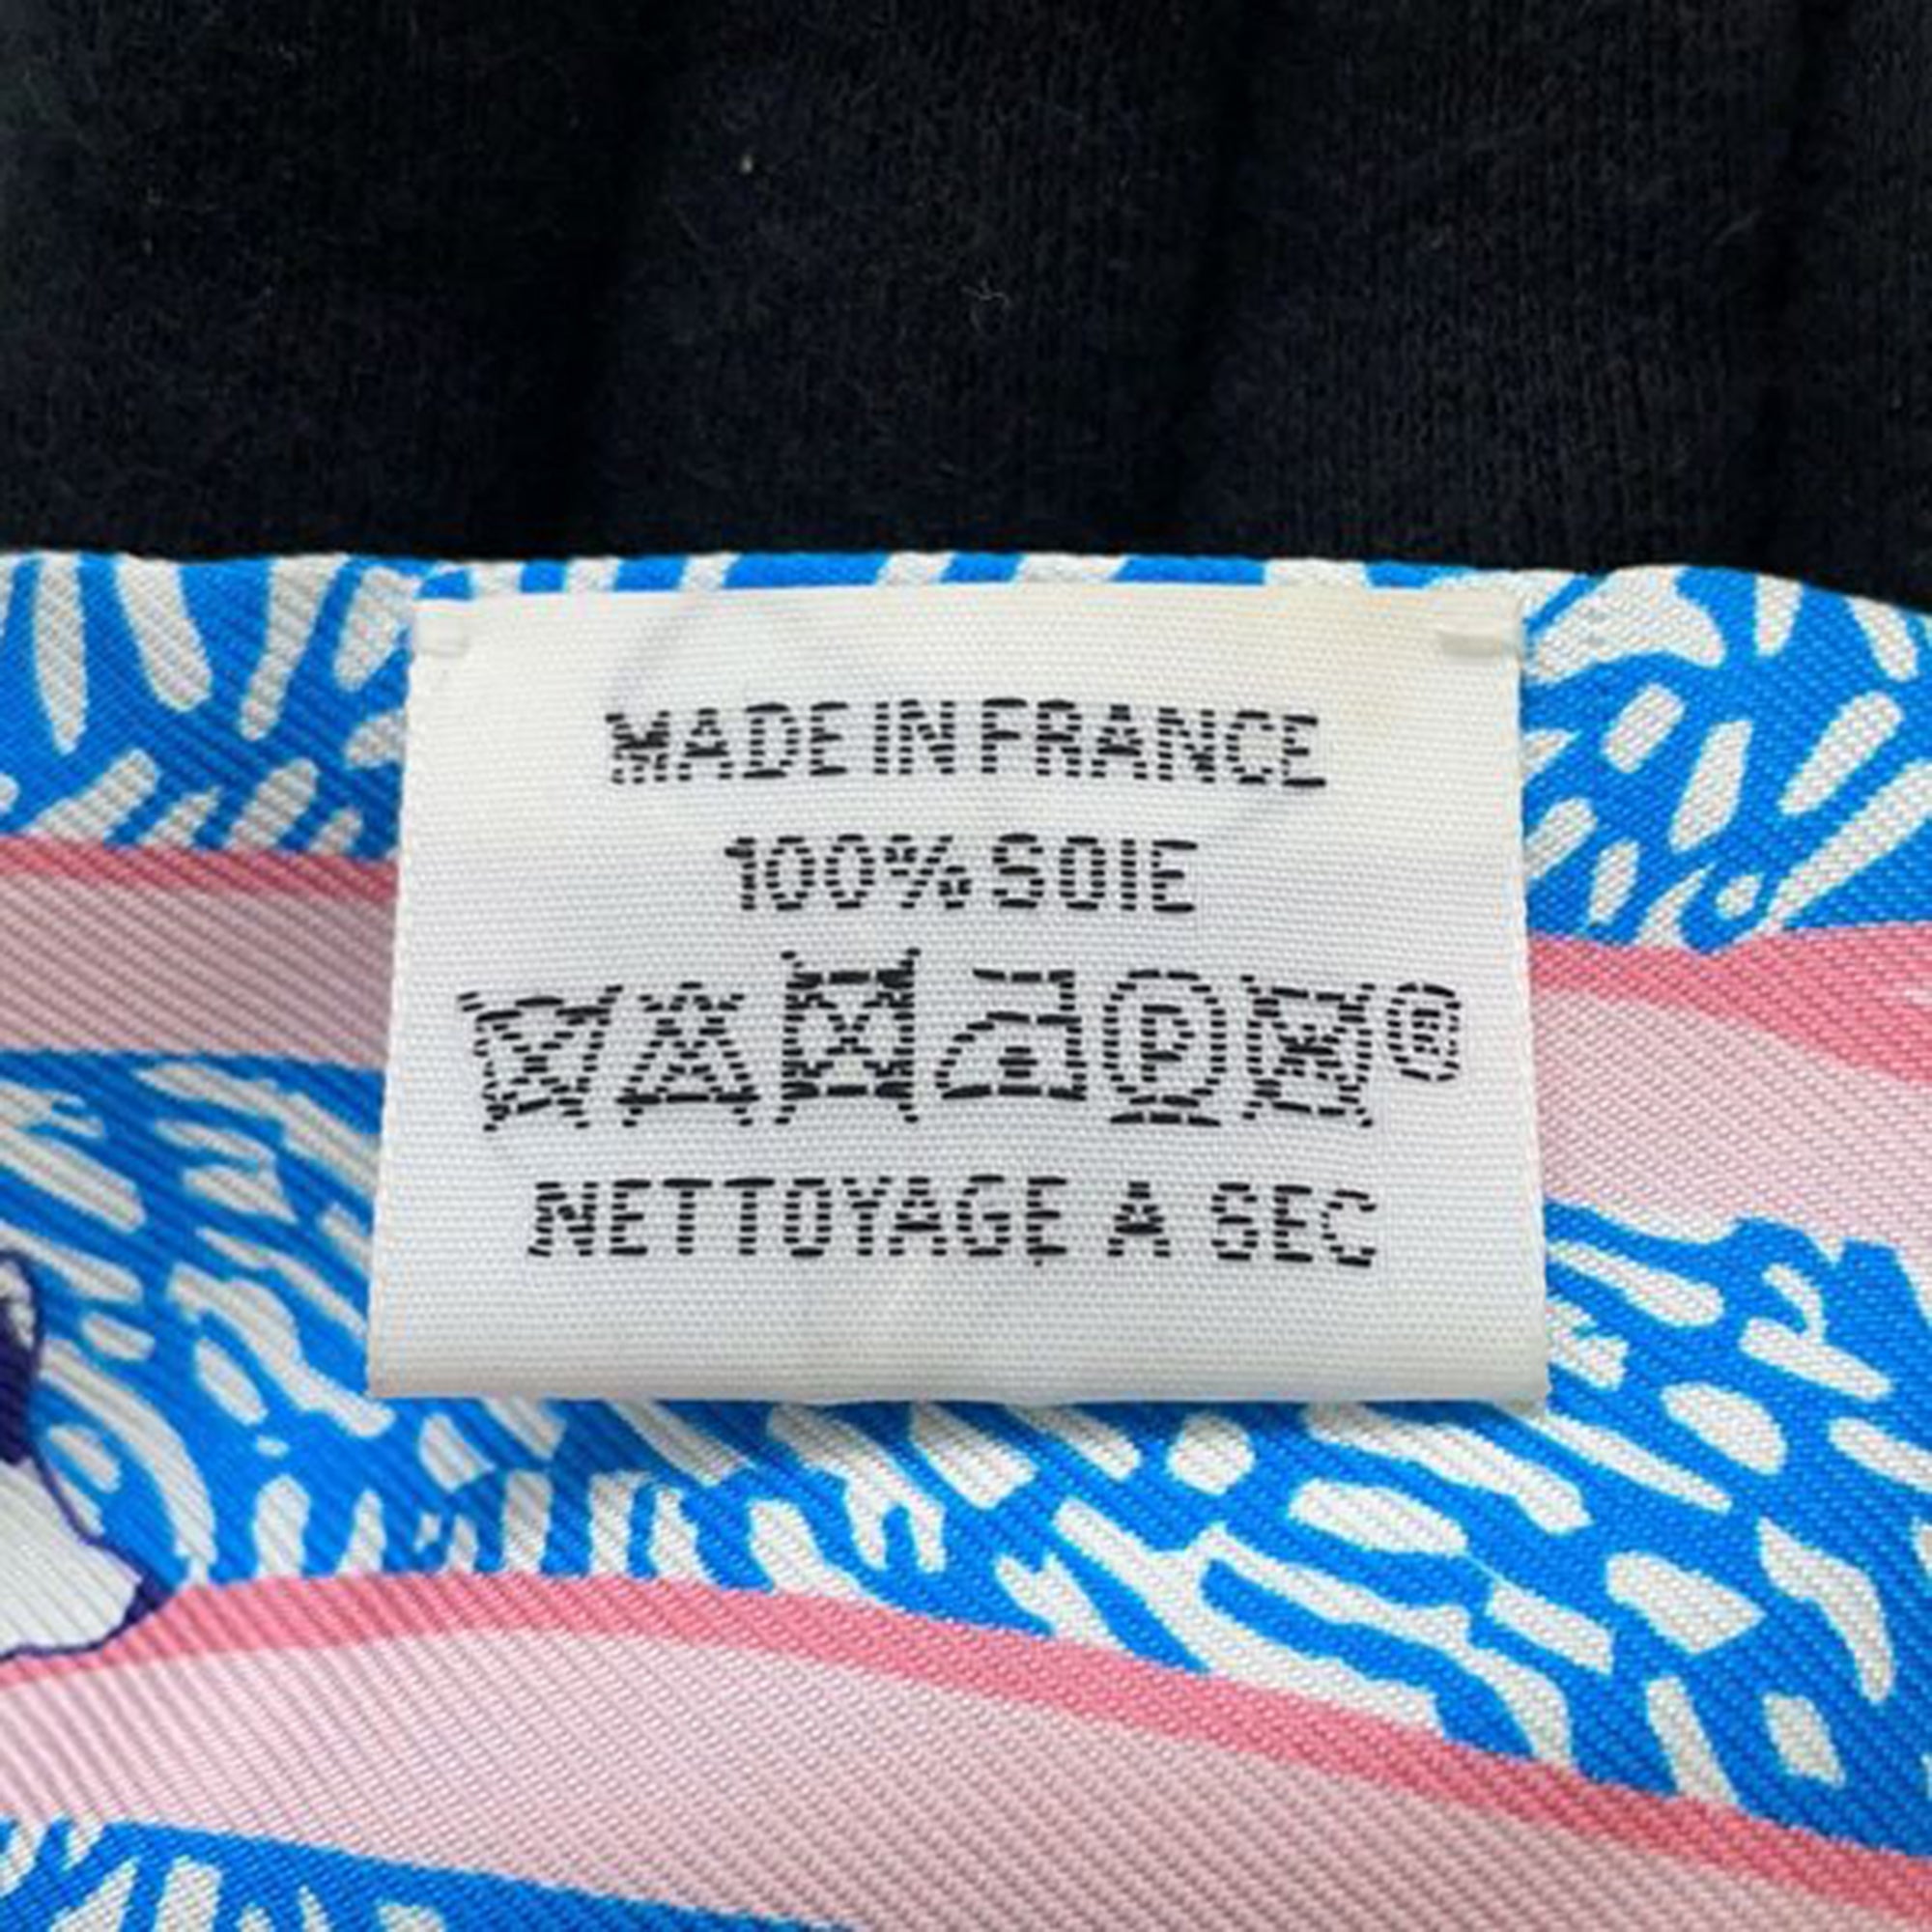 MADE IN FRANCE
100% SOIE
P ®
NETTOYAGE A SEC